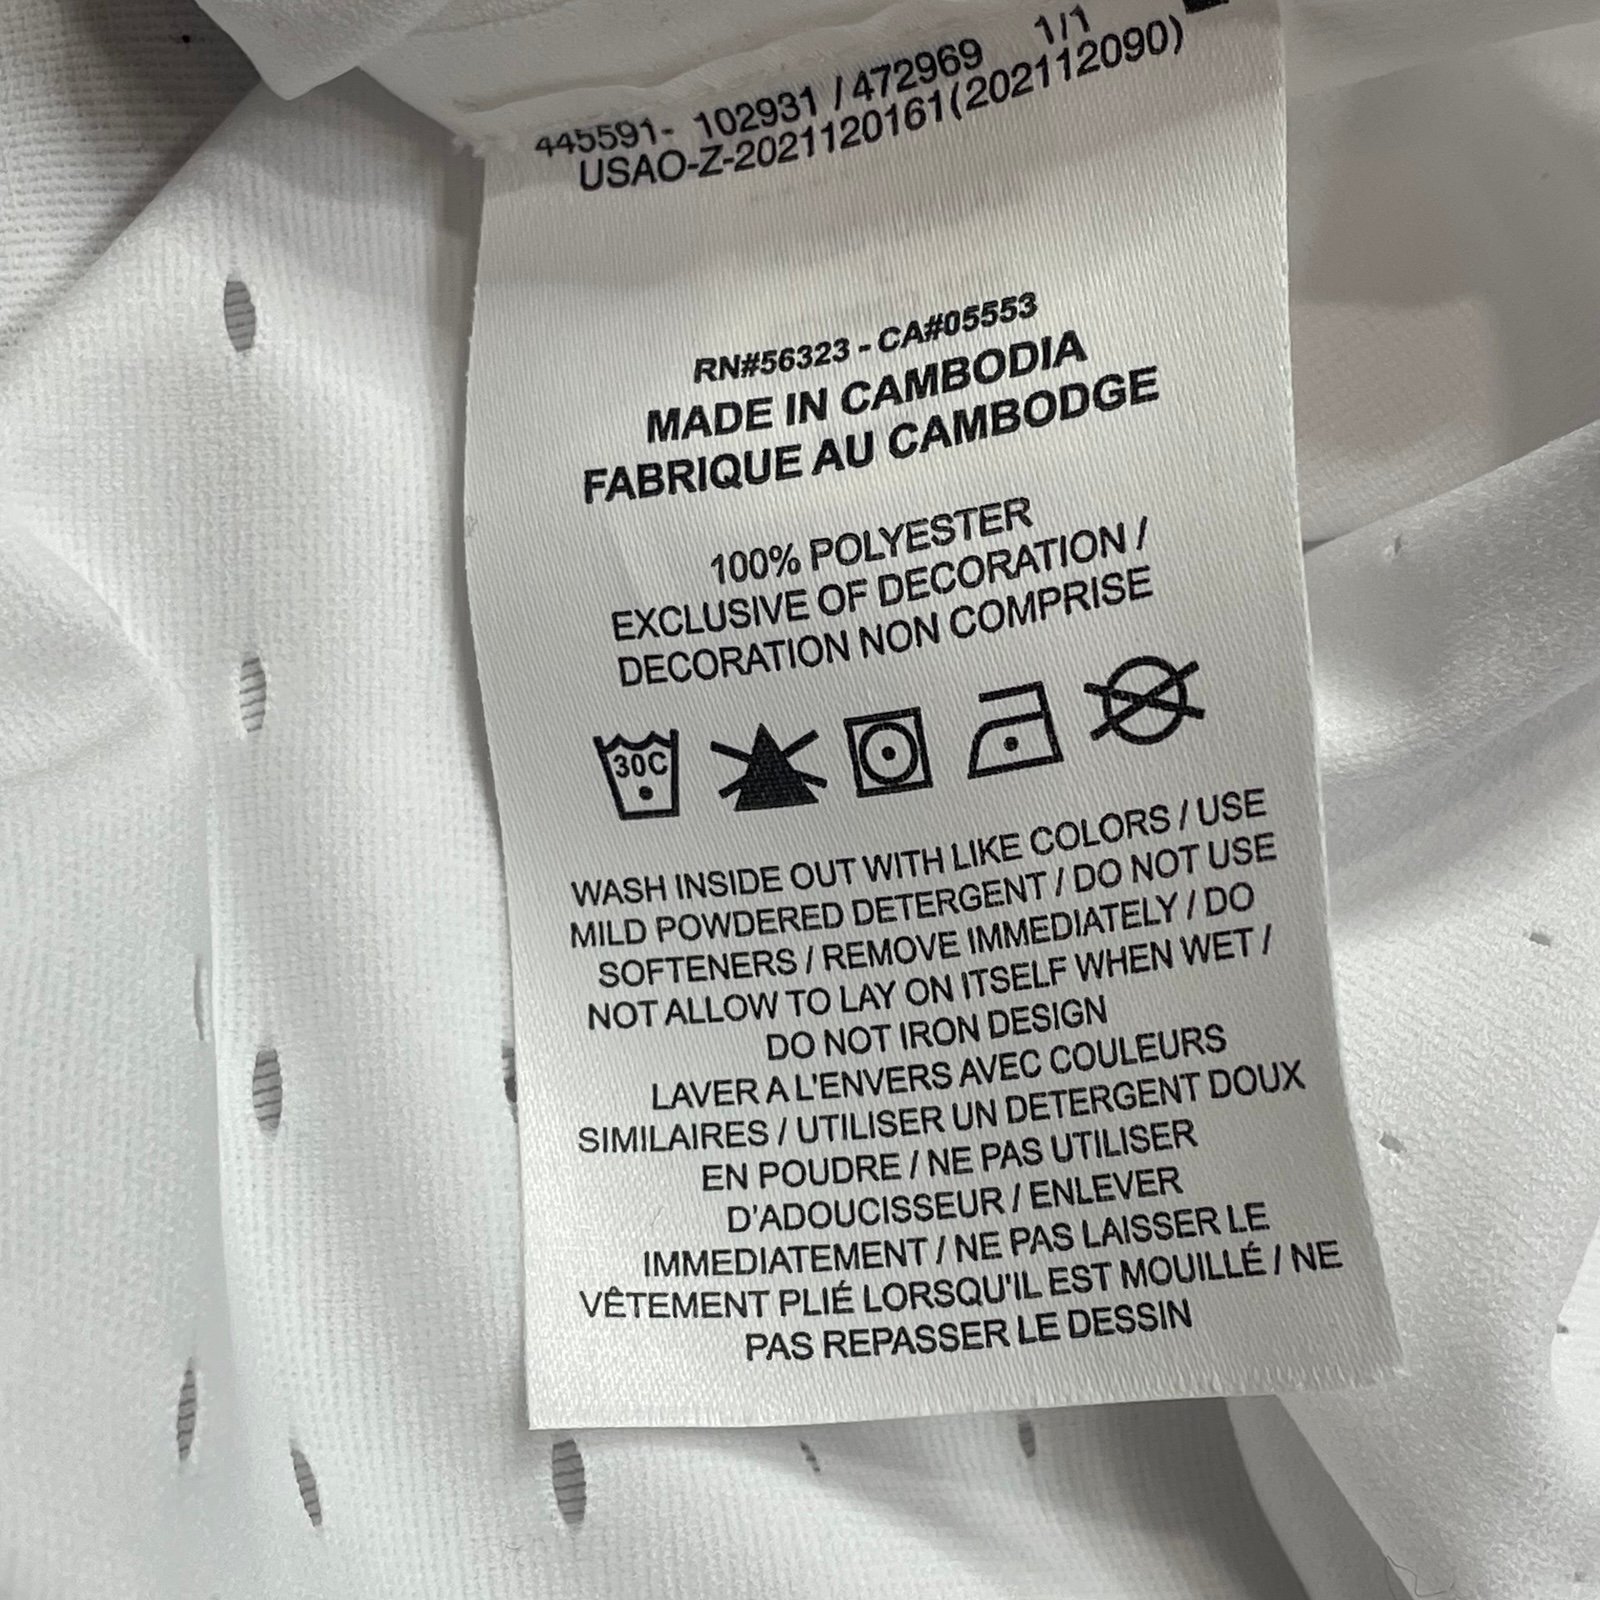 445591- 102931 / 472969 1/1
USAO-Z-2021120161(202112090)
RN#56323 - CA#05553
MADE IN CAMBODIA
FABRIQUE AU CAMBODGE
100% POLYESTER
EXCLUSIVE OF DECORATION /
DECORATION NON COMPRISE
30C
WASH INSIDE OUT WITH LIKE COLORS / USE
MILD POWDERED DETERGENT / DO NOT USE
SOFTENERS / REMOVE IMMEDIATELY / DO
NOT ALLOW TO LAY ON ITSELF WHEN WET /
DO NOT IRON DESIGN
LAVER A L'ENVERS AVEC COULEURS
SIMILAIRES / UTILISER UN DETERGENT DOUX
EN POUDRE / NE PAS UTILISER
D'ADOUCISSEUR / ENLEVER
IMMEDIATEMENT / NE PAS LAISSER LE
VÊTEMENT PLIÉ LORSQU'IL EST MOUILLÉ / NE
PAS REPASSER LE DESSIN